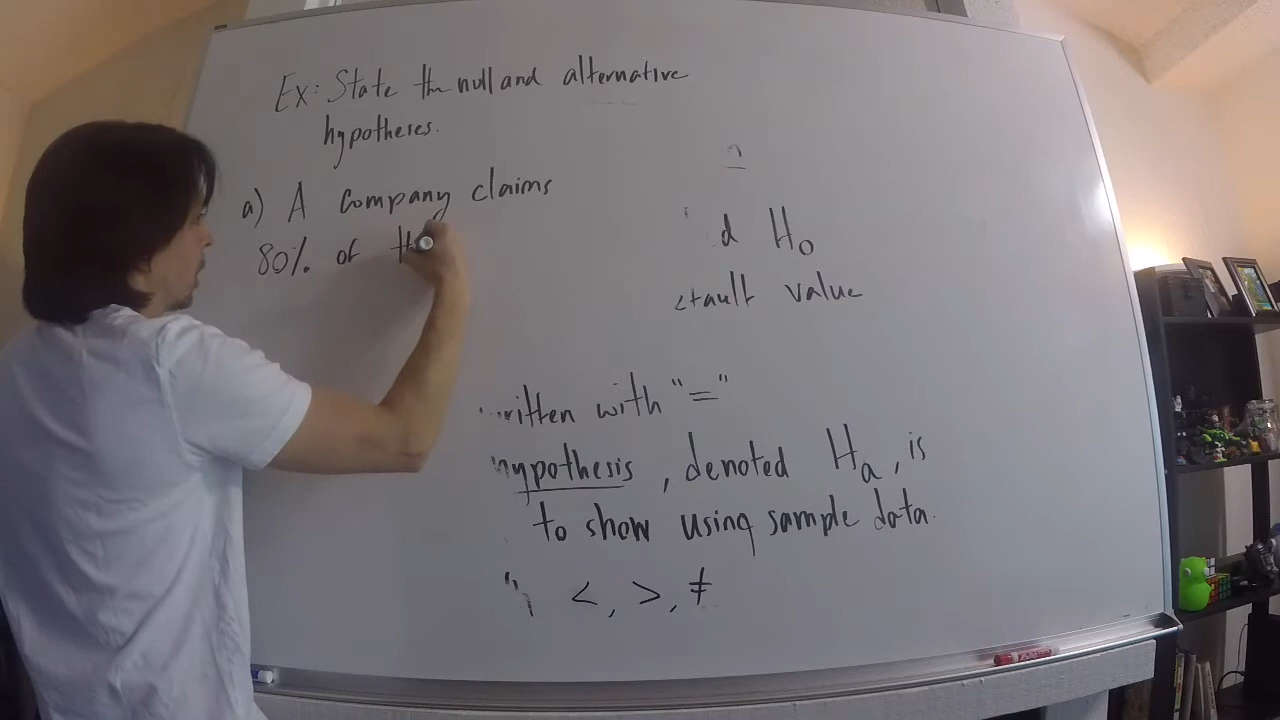 Ex: State the null and alternative
hypotheses.
a) A company claims
80% of
d H₀
value
written with "="
hypothesis, denoted Hₐ, is
to show using sample data.
<, >, ≠